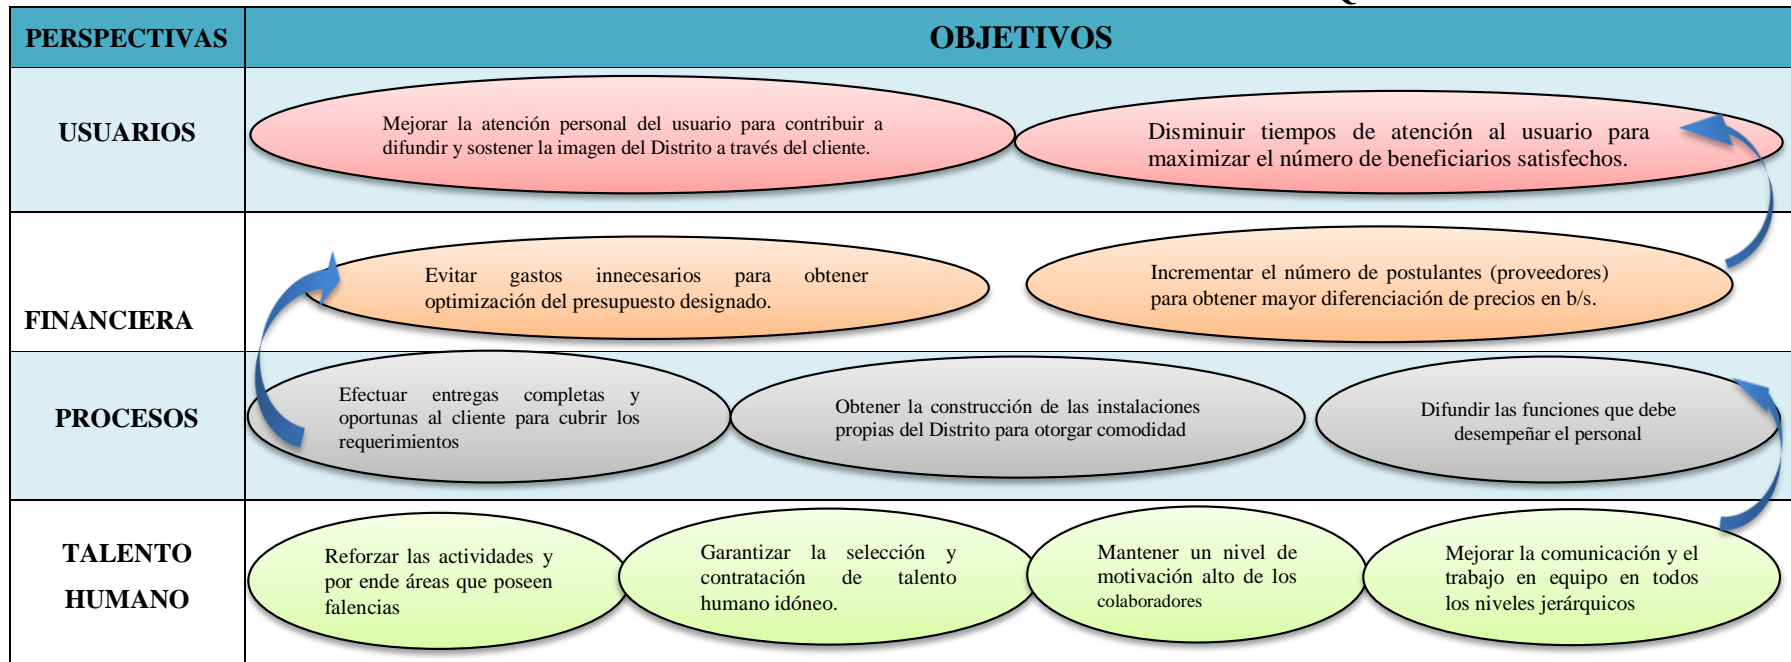 PERSPECTIVAS
OBJETIVOS
USUARIOS
Mejorar la atención personal del usuario para contribuir a
difundir y sostener la imagen del Distrito a través del cliente.
Disminuir tiempos de atención al usuario para
maximizar el número de beneficiarios satisfechos.
FINANCIERA
Evitar gastos innecesarios para obtener
optimización del presupuesto designado.
Incrementar el número de postulantes (proveedores)
para obtener mayor diferenciación de precios en b/s.
PROCESOS
Efectuar entregas completas y
oportunas al cliente para cubrir los
requerimientos
Obtener la construcción de las instalaciones
propias del Distrito para otorgar comodidad
Difundir las funciones que debe
desempeñar el personal
TALENTO
HUMANO
Reforzar las actividades y
por ende áreas que poseen
falencias
Garantizar la selección y
contratación de talento
humano idóneo.
Mantener un nivel de
motivación alto de los
colaboradores
Mejorar la comunicación y el
trabajo en equipo en todos
los niveles jerárquicos